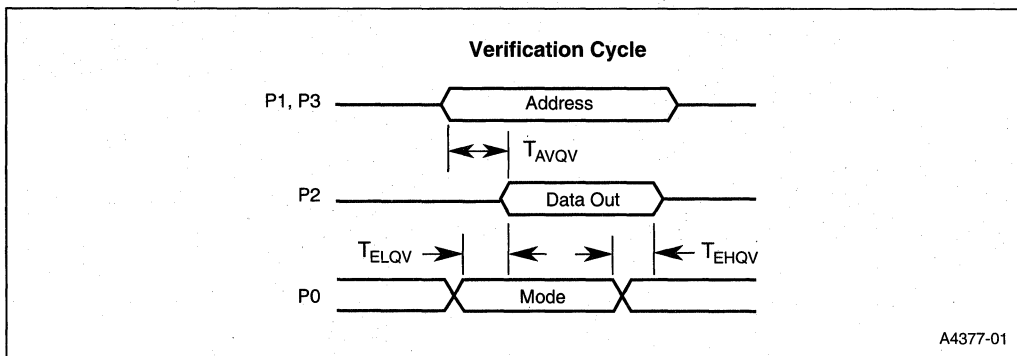 Verification Cycle
P1, P3
Address
TAVQV
P2
Data Out
TELQV
TEHQV
P0
Mode
A4377-01